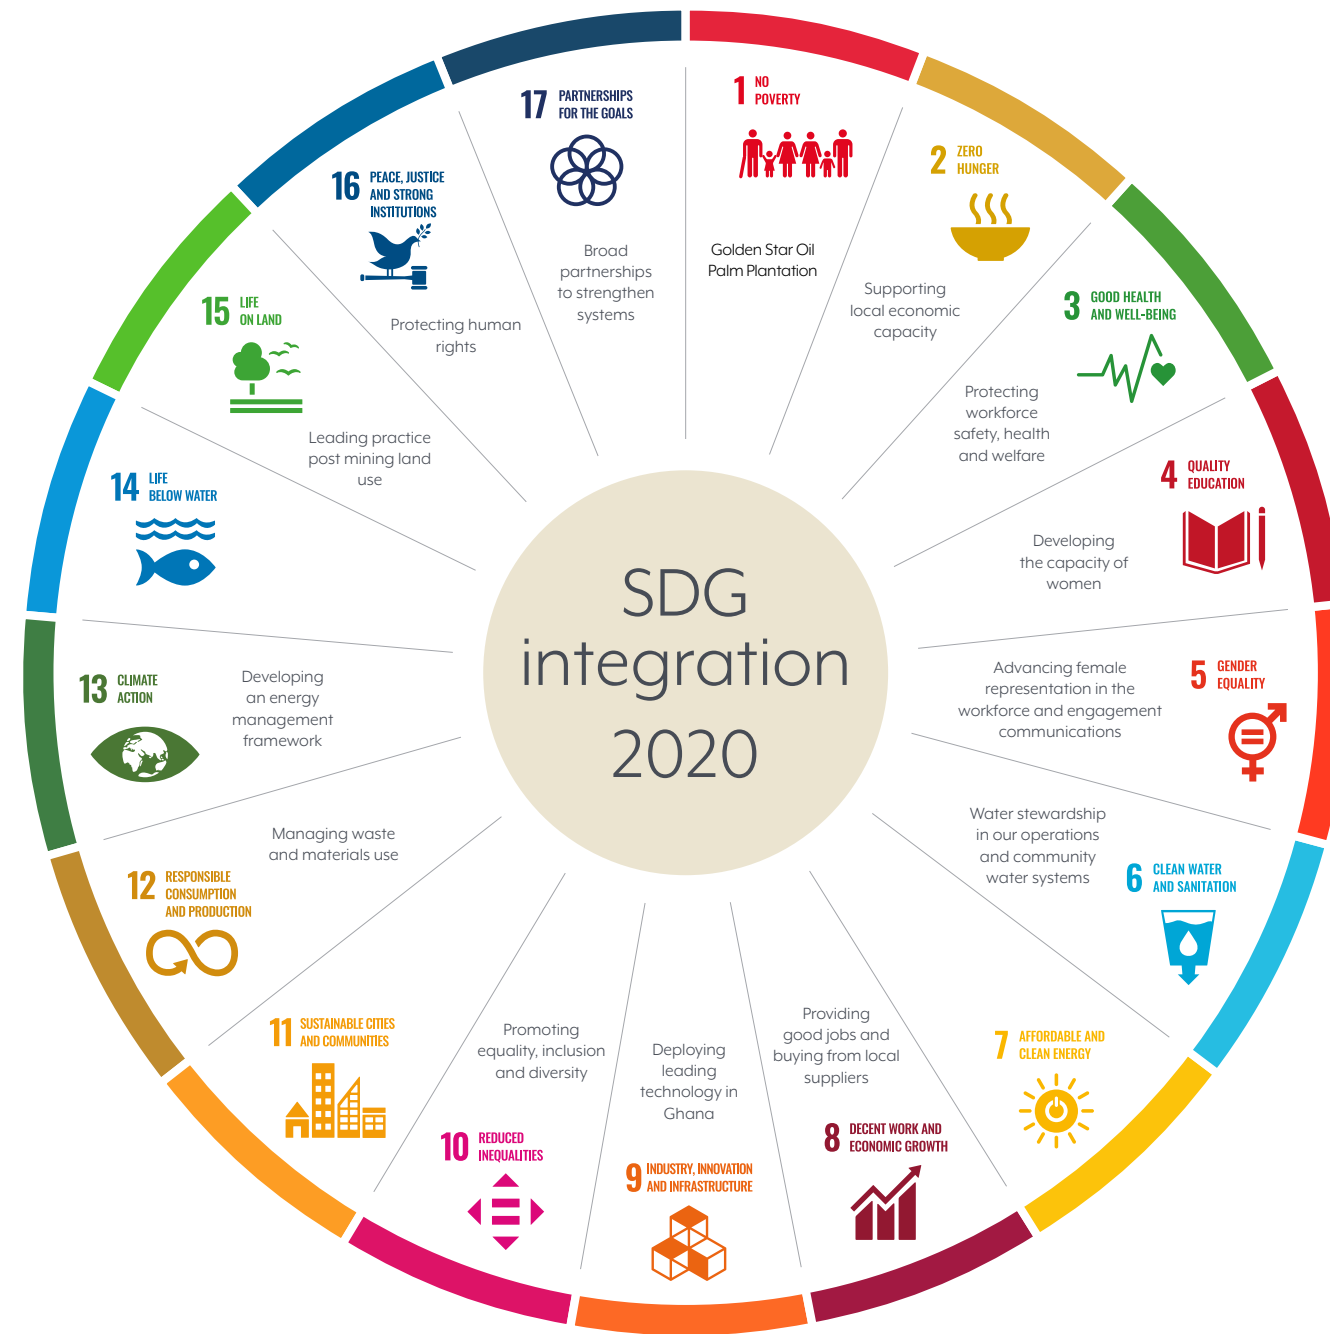 SDG
integration
2020
1 NO
POVERTY
Golden Star Oil
Palm Plantation
2 ZERO
HUNGER
Supporting
local economic
capacity
3 GOOD HEALTH
AND WELL-BEING
Protecting
workforce
safety, health
and welfare
4 QUALITY
EDUCATION
Developing
the capacity of
women
5 GENDER
EQUALITY
Advancing female
representation in the
workforce and engagement
communications
6 CLEAN WATER
AND SANITATION
Water stewardship
in our operations
and community
water systems
7 AFFORDABLE AND
CLEAN ENERGY
8 DECENT WORK AND
ECONOMIC GROWTH
Providing
good jobs and
buying from local
suppliers
9 INDUSTRY, INNOVATION
AND INFRASTRUCTURE
Deploying
leading
technology in
Ghana
10 REDUCED
INEQUALITIES
Promoting
equality, inclusion
and diversity
11 SUSTAINABLE CITIES
AND COMMUNITIES
12 RESPONSIBLE
CONSUMPTION
AND PRODUCTION
Managing waste
and materials use
13 CLIMATE
ACTION
Developing
an energy
management
framework
14 LIFE
BELOW WATER
15 LIFE
ON LAND
Leading practice
post mining land
use
16 PEACE, JUSTICE
AND STRONG
INSTITUTIONS
Protecting human
rights
17 PARTNERSHIPS
FOR THE GOALS
Broad
partnerships
to strengthen
systems